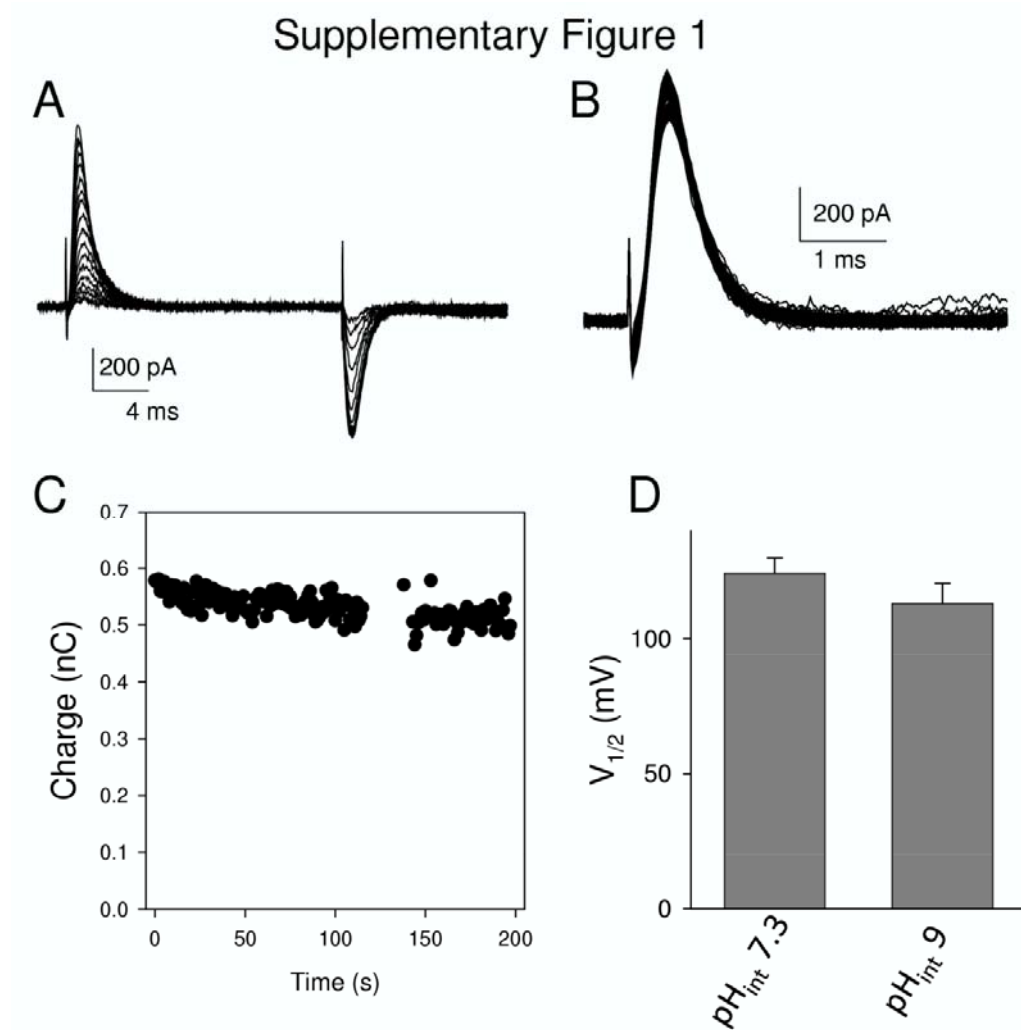 Supplementary Figure 1
A
B
200 pA
4 ms
200 pA
1 ms
C
0.7
0.6
0.5
0.4
0.3
0.2
0.1
0.0
Charge (nC)
0 50 100 150 200
Time (s)
D
100
50
0
V1/2 (mV)
pHint 7.3
pHint 9